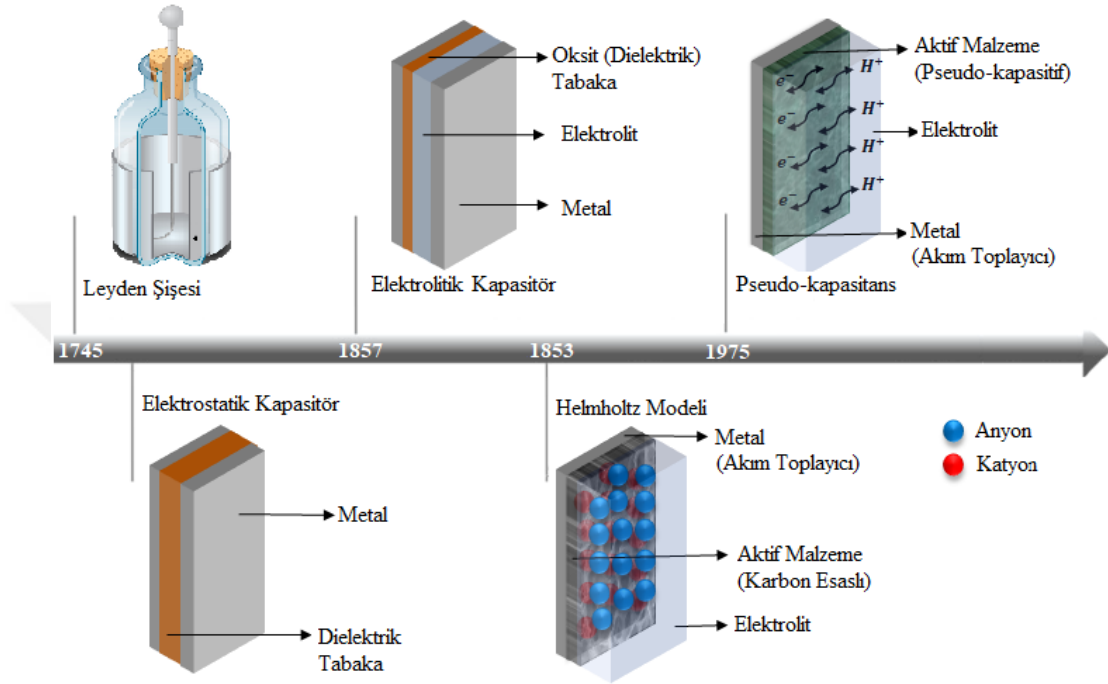 Oksit (Dielektrik)
Tabaka
Elektrolit
Metal
Aktif Malzeme
(Pseudo-kapasitif)
e⁻
H⁺
e⁻
H⁺
e⁻
H⁺
e⁻
H⁺
Elektrolit
Metal
(Akım Toplayıcı)
Leyden Şişesi
Elektrolitik Kapasitör
Pseudo-kapasitans
1745
1857
1853
1975
Elektrostatik Kapasitör
Metal
Dielektrik
Tabaka
Helmholtz Modeli
Metal
(Akım Toplayıcı)
Aktif Malzeme
(Karbon Esaslı)
Elektrolit
Anyon
Katyon